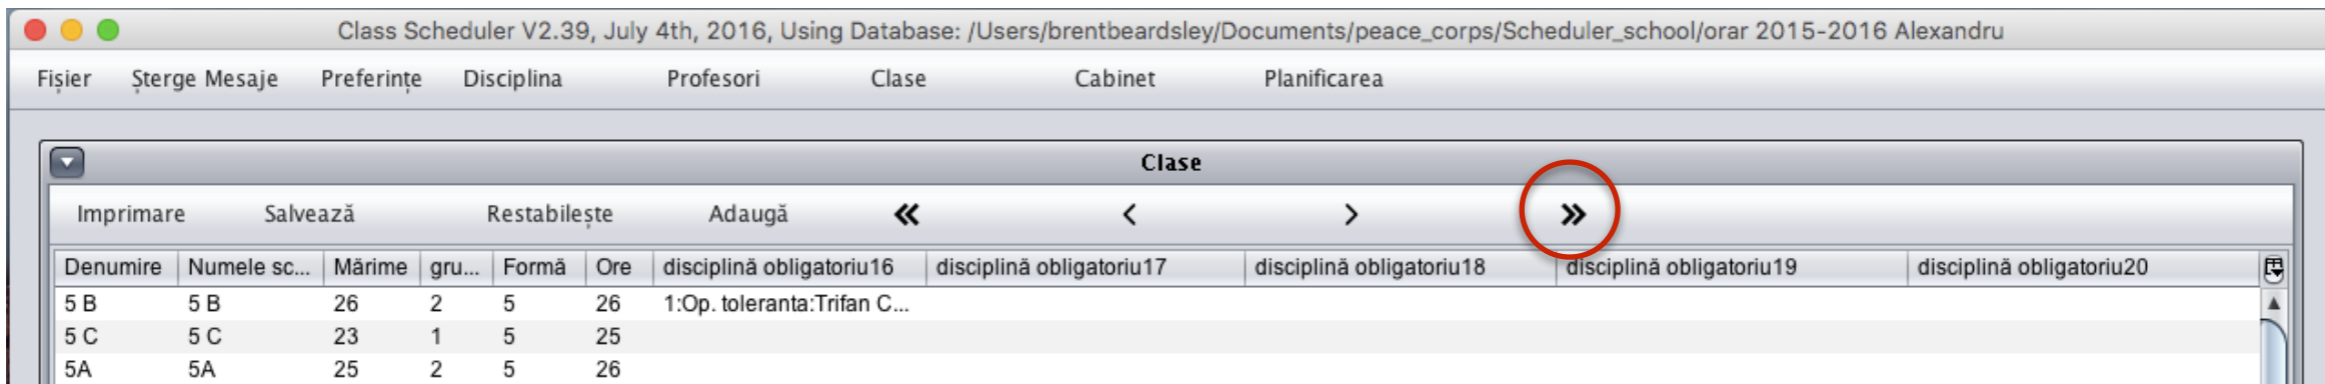 Class Scheduler V2.39, July 4th, 2016, Using Database: /Users/brentbeardsley/Documents/peace_corps/Scheduler_school/orar 2015-2016 Alexandru
Fișier Șterge Mesaje Preferințe Disciplina Profesori Clase Cabinet Planificarea
Clase
Imprimare Salvează Restabilește Adaugă « < > »
Denumire Numele sc... Mărime gru... Formă Ore disciplină obligatoriu16 disciplină obligatoriu17 disciplină obligatoriu18 disciplină obligatoriu19 disciplină obligatoriu20
5 B 5 B 26 2 5 26 1:Op. toleranta:Trifan C...
5 C 5 C 23 1 5 25
5A 5A 25 2 5 26